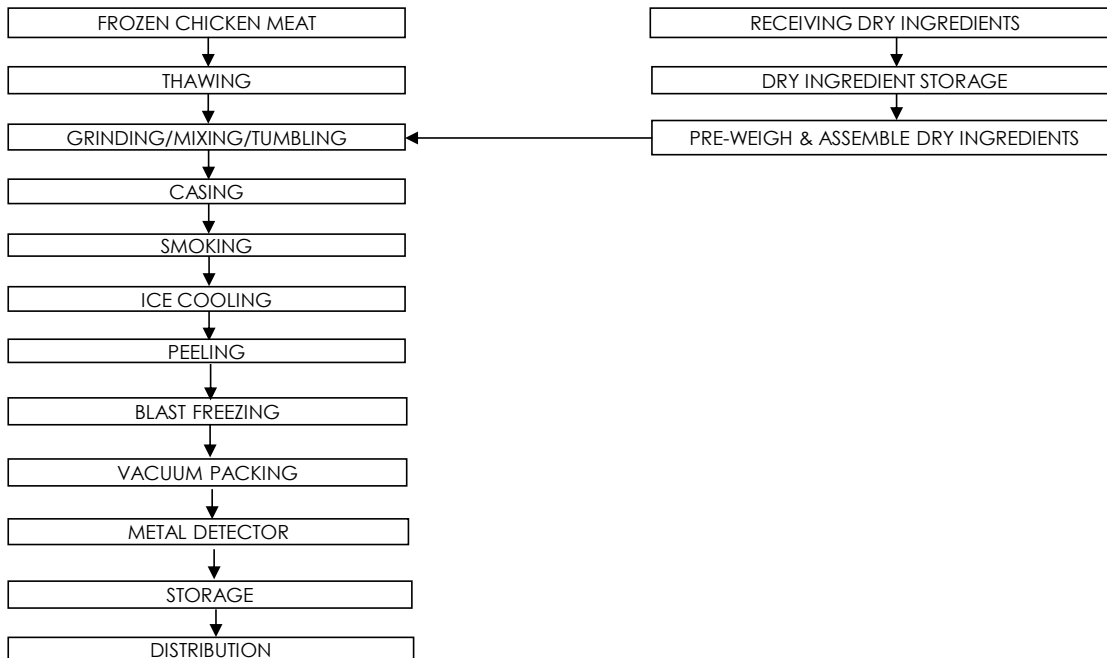 FROZEN CHICKEN MEAT
THAWING
GRINDING/MIXING/TUMBLING
CASING
SMOKING
ICE COOLING
PEELING
BLAST FREEZING
VACUUM PACKING
METAL DETECTOR
STORAGE
DISTRIBUTION
RECEIVING DRY INGREDIENTS
DRY INGREDIENT STORAGE
PRE-WEIGH & ASSEMBLE DRY INGREDIENTS